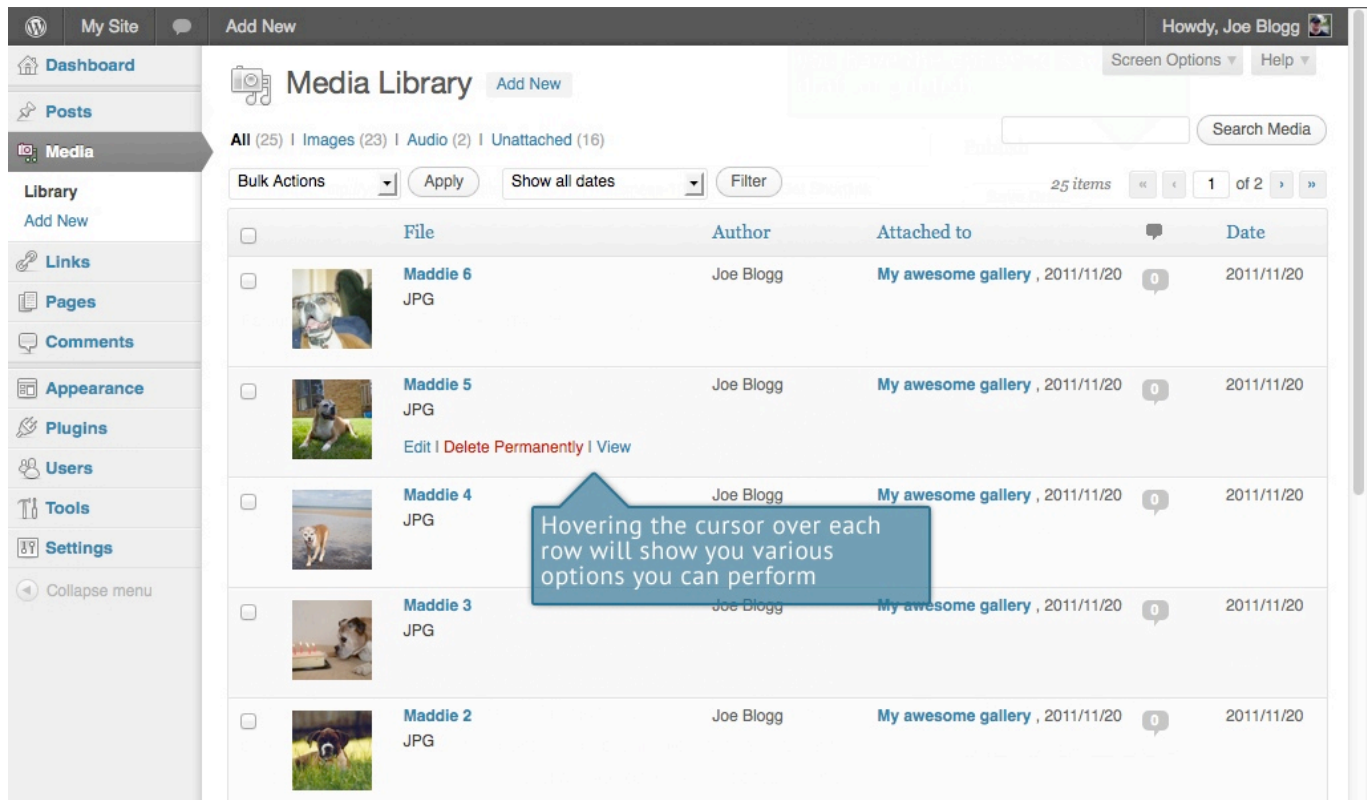 My Site
Add New
Howdy, Joe Blogg
Dashboard
Posts
Media
Library
Add New
Links
Pages
Comments
Appearance
Plugins
Users
Tools
Settings
Collapse menu
Screen Options
Help
Media Library Add New
All (25) | Images (23) | Audio (2) | Unattached (16)
Search Media
Bulk Actions Apply Show all dates Filter
25 items « ‹ 1 of 2 › »
File Author Attached to Date
Maddie 6 Joe Blogg My awesome gallery , 2011/11/20 0 2011/11/20
JPG
Maddie 5 Joe Blogg My awesome gallery , 2011/11/20 0 2011/11/20
JPG
Edit | Delete Permanently | View
Maddie 4 Joe Blogg My awesome gallery , 2011/11/20 0 2011/11/20
JPG
Hovering the cursor over each
row will show you various
options you can perform
Maddie 3 Joe Blogg My awesome gallery , 2011/11/20 0 2011/11/20
JPG
Maddie 2 Joe Blogg My awesome gallery , 2011/11/20 0 2011/11/20
JPG